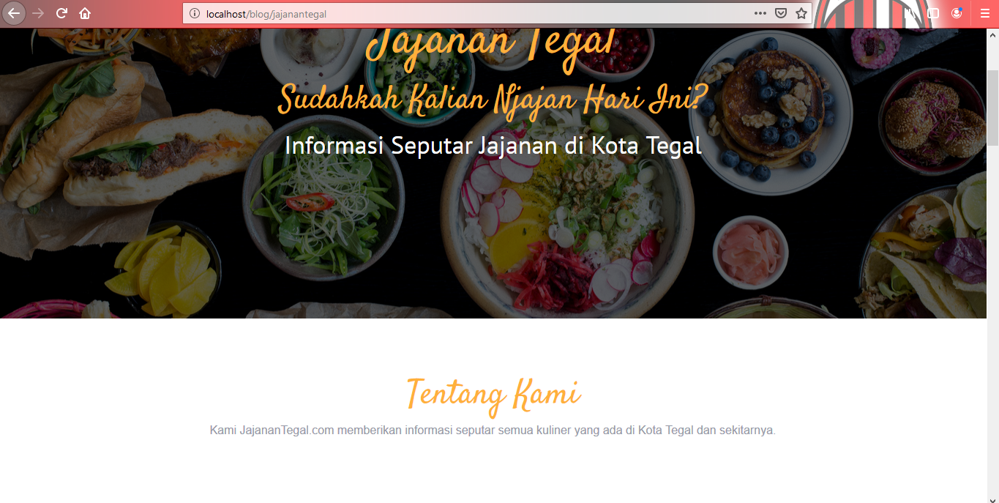 localhost/blog/jajanantegal
Jajanan Tegal
Sudahkah Kalian Njajan Hari Ini?
Informasi Seputar Jajanan di Kota Tegal
Tentang Kami
Kami JajananTegal.com memberikan informasi seputar semua kuliner yang ada di Kota Tegal dan sekitarnya.